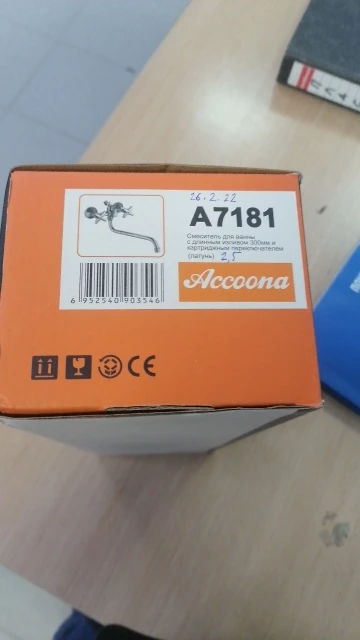 26.2.22
A7181
Смеситель для ванны
с длинным изливом 300мм и
картриджным переключателем
(латунь) 2,5
Accoona
6 952540 903546
CE